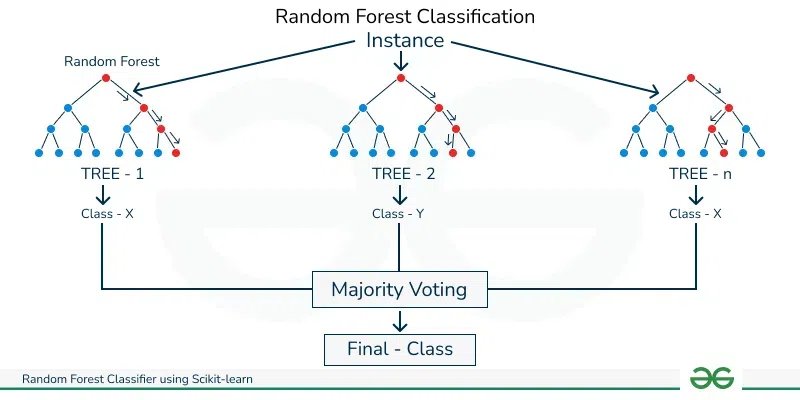 Random Forest Classification
Instance
Random Forest
TREE - 1
TREE - 2
TREE - n
Class - X
Class - Y
Class - X
Majority Voting
Final - Class
Random Forest Classifier using Scikit-learn